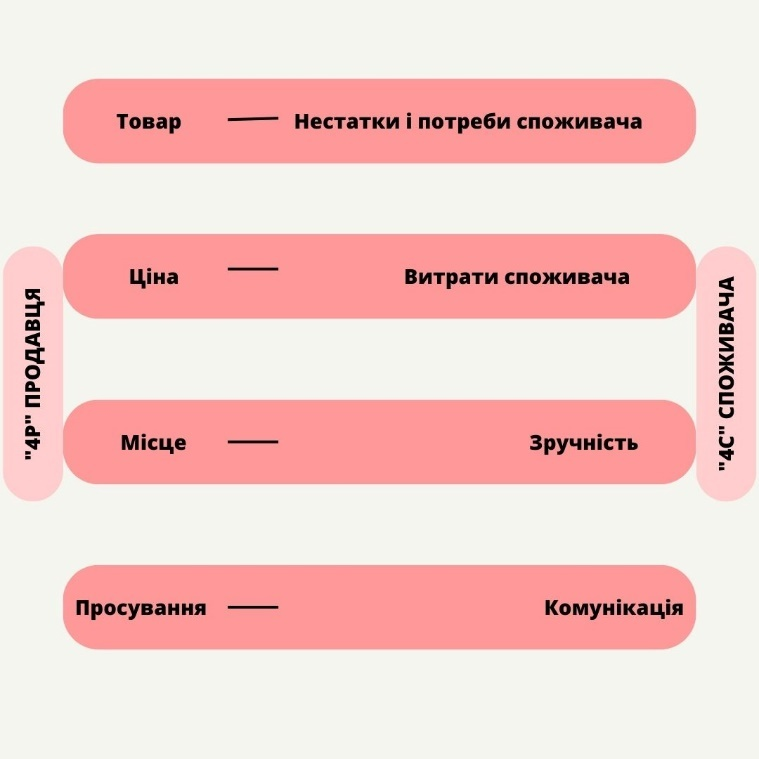 Товар — Нестатки і потреби споживача
Ціна — Витрати споживача
"4P" ПРОДАВЦЯ
"4C" СПОЖИВАЧА
Місце — Зручність
Просування — Комунікація